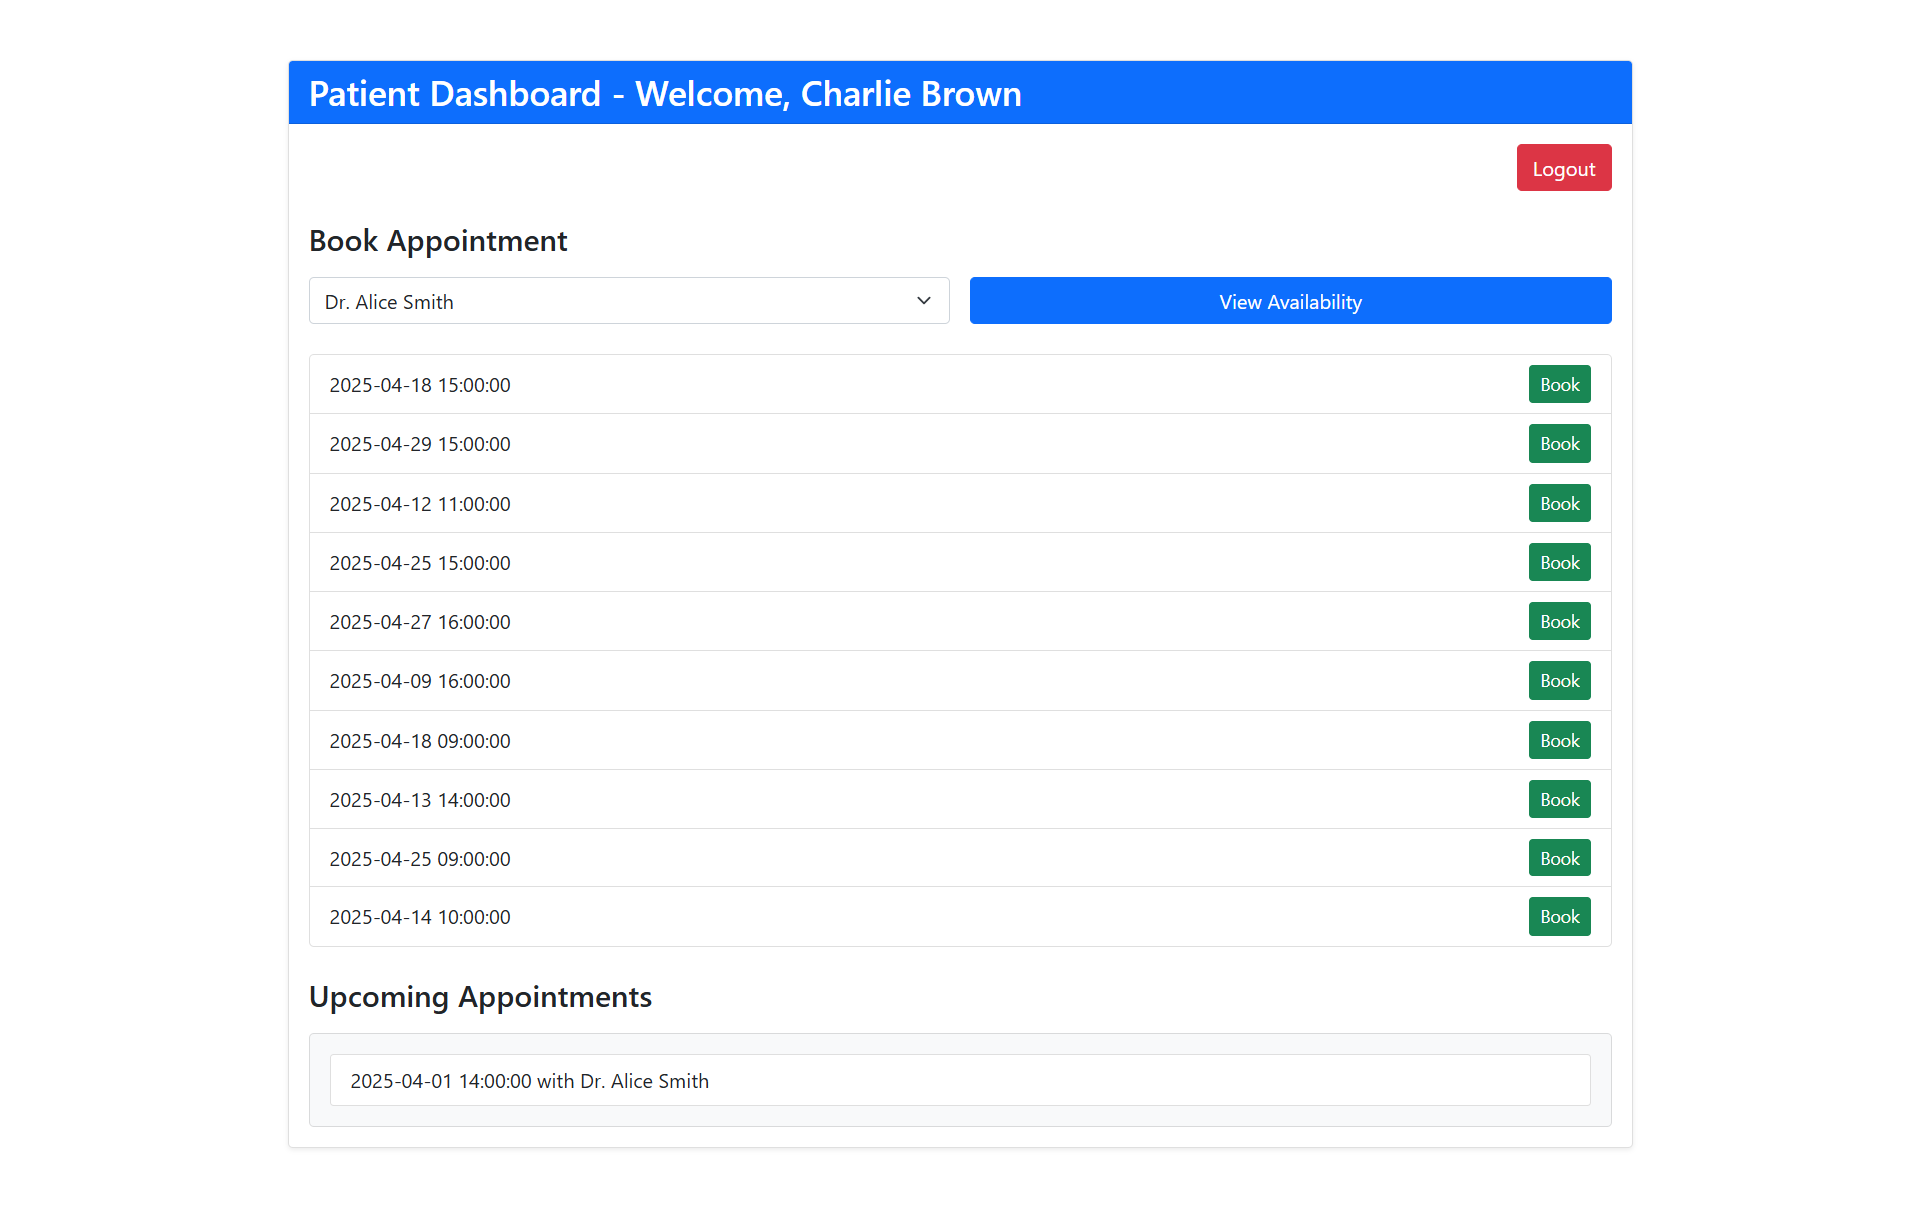 Patient Dashboard - Welcome, Charlie Brown
Logout
Book Appointment
Dr. Alice Smith
View Availability
2025-04-18 15:00:00 Book
2025-04-29 15:00:00 Book
2025-04-12 11:00:00 Book
2025-04-25 15:00:00 Book
2025-04-27 16:00:00 Book
2025-04-09 16:00:00 Book
2025-04-18 09:00:00 Book
2025-04-13 14:00:00 Book
2025-04-25 09:00:00 Book
2025-04-14 10:00:00 Book
Upcoming Appointments
2025-04-01 14:00:00 with Dr. Alice Smith